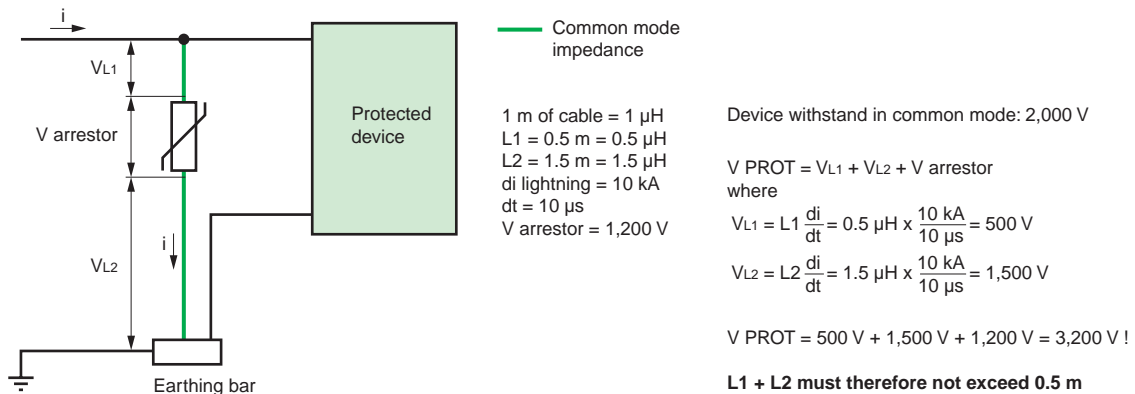 i
VL1
V arrestor
i
VL2
Earthing bar
Protected
device
Common mode
impedance
1 m of cable = 1 µH
L1 = 0.5 m = 0.5 µH
L2 = 1.5 m = 1.5 µH
di lightning = 10 kA
dt = 10 µs
V arrestor = 1,200 V
Device withstand in common mode: 2,000 V
V PROT = VL1 + VL2 + V arrestor
where
VL1 = L1 di/dt = 0.5 µH x 10 kA/10 µs = 500 V
VL2 = L2 di/dt = 1.5 µH x 10 kA/10 µs = 1,500 V
V PROT = 500 V + 1,500 V + 1,200 V = 3,200 V !
L1 + L2 must therefore not exceed 0.5 m